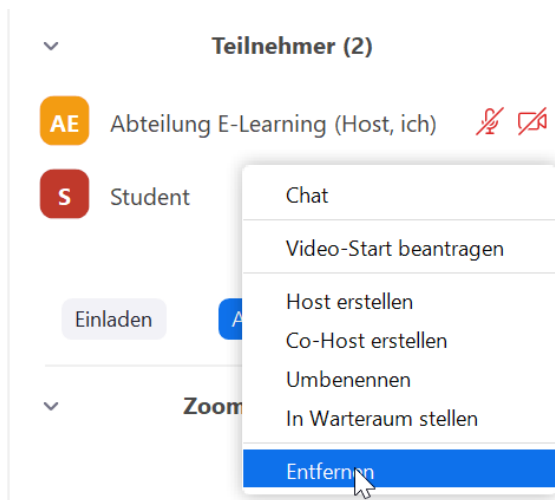 Teilnehmer (2)
AE Abteilung E-Learning (Host, ich)
S Student
Chat
Video-Start beantragen
Host erstellen
Einladen
Co-Host erstellen
Umbenennen
Zoom
In Warteraum stellen
Entfernen